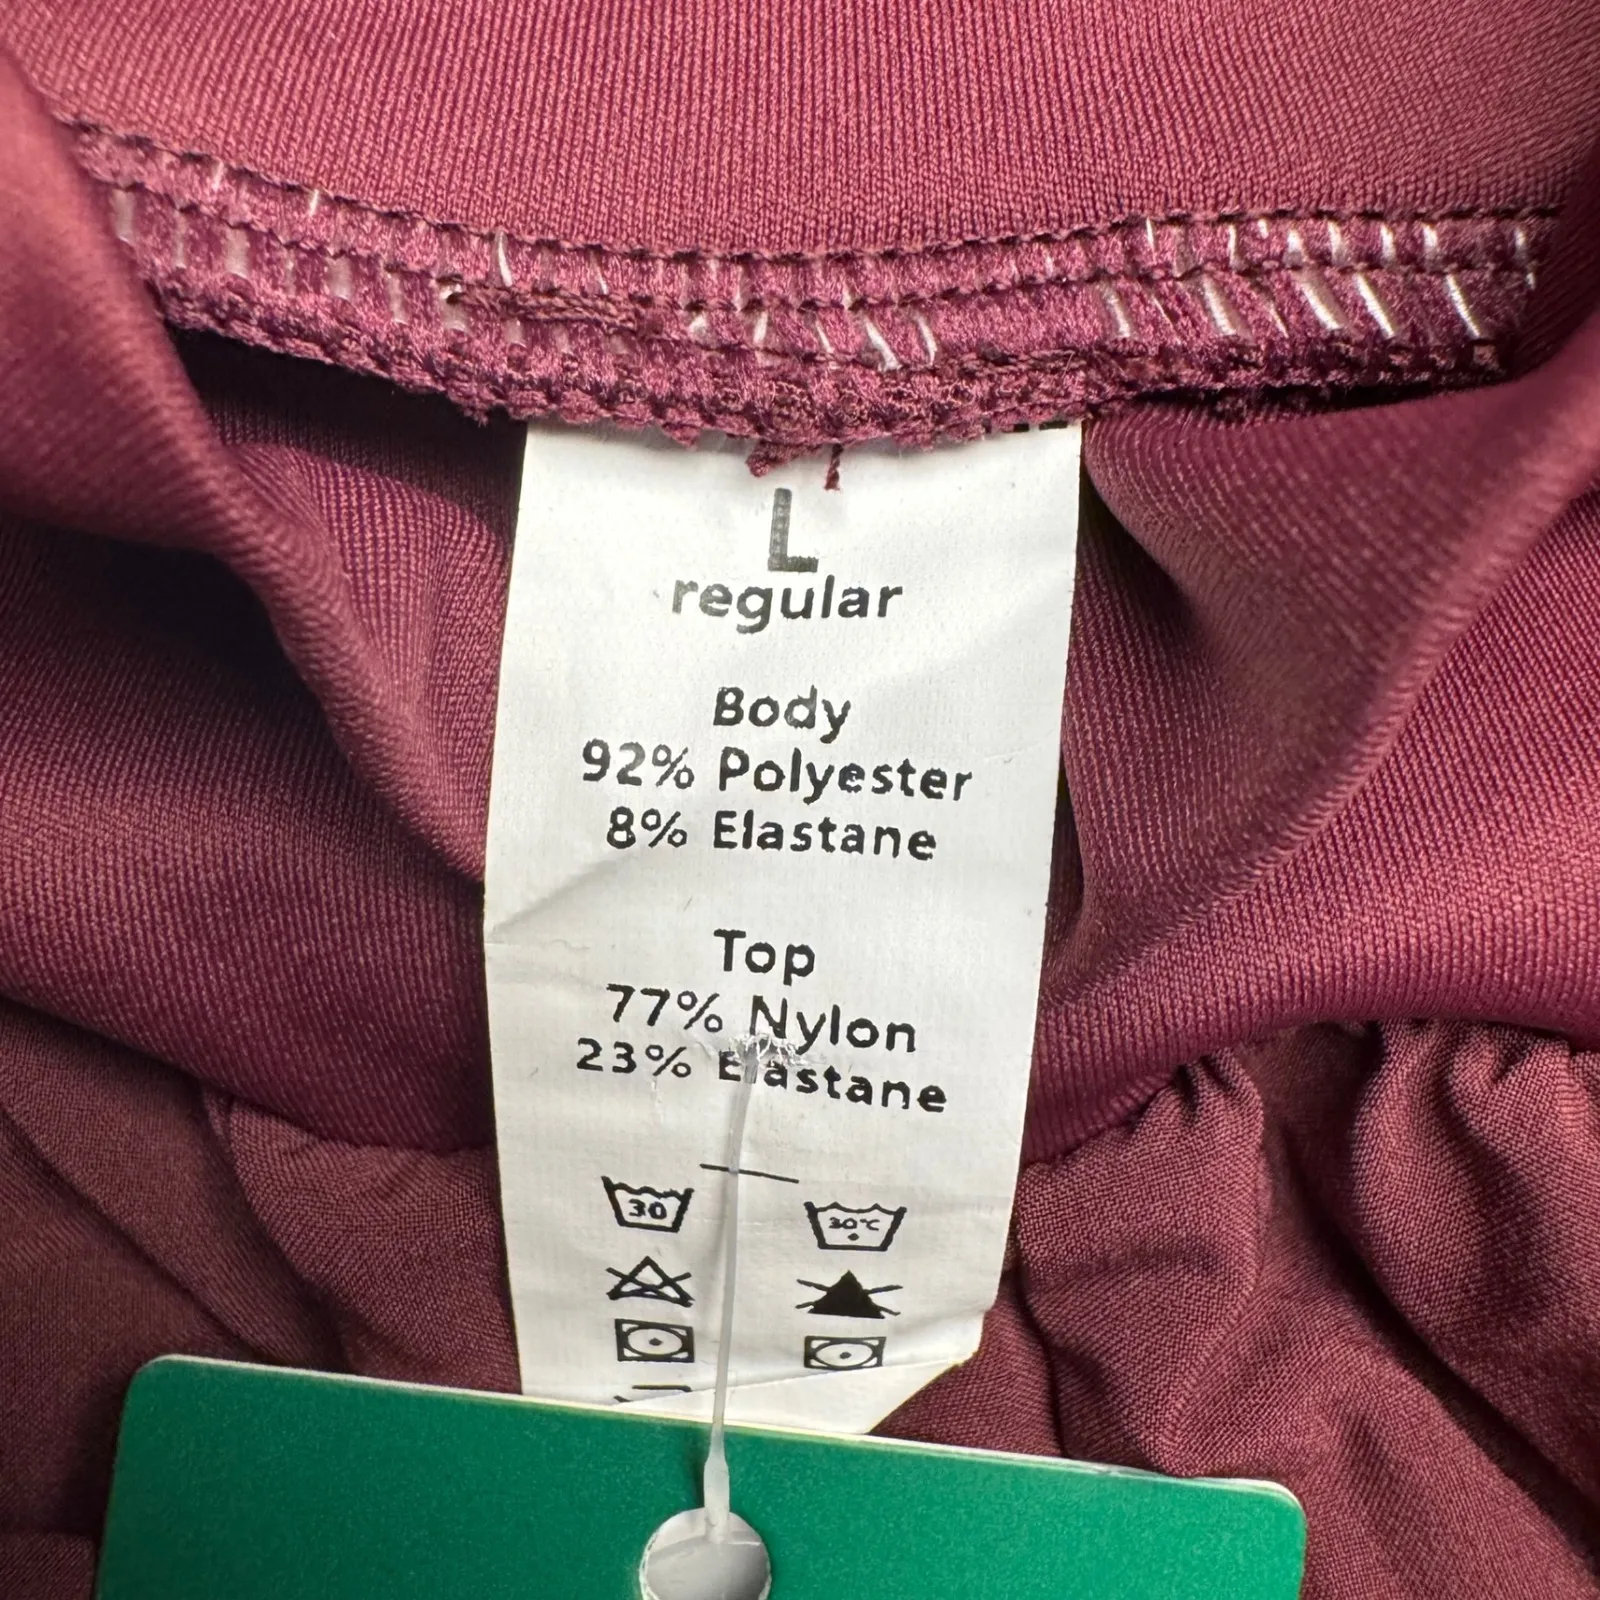 L
regular
Body
92% Polyester
8% Elastane
Top
77% Nylon
23% Elastane
30 30℃